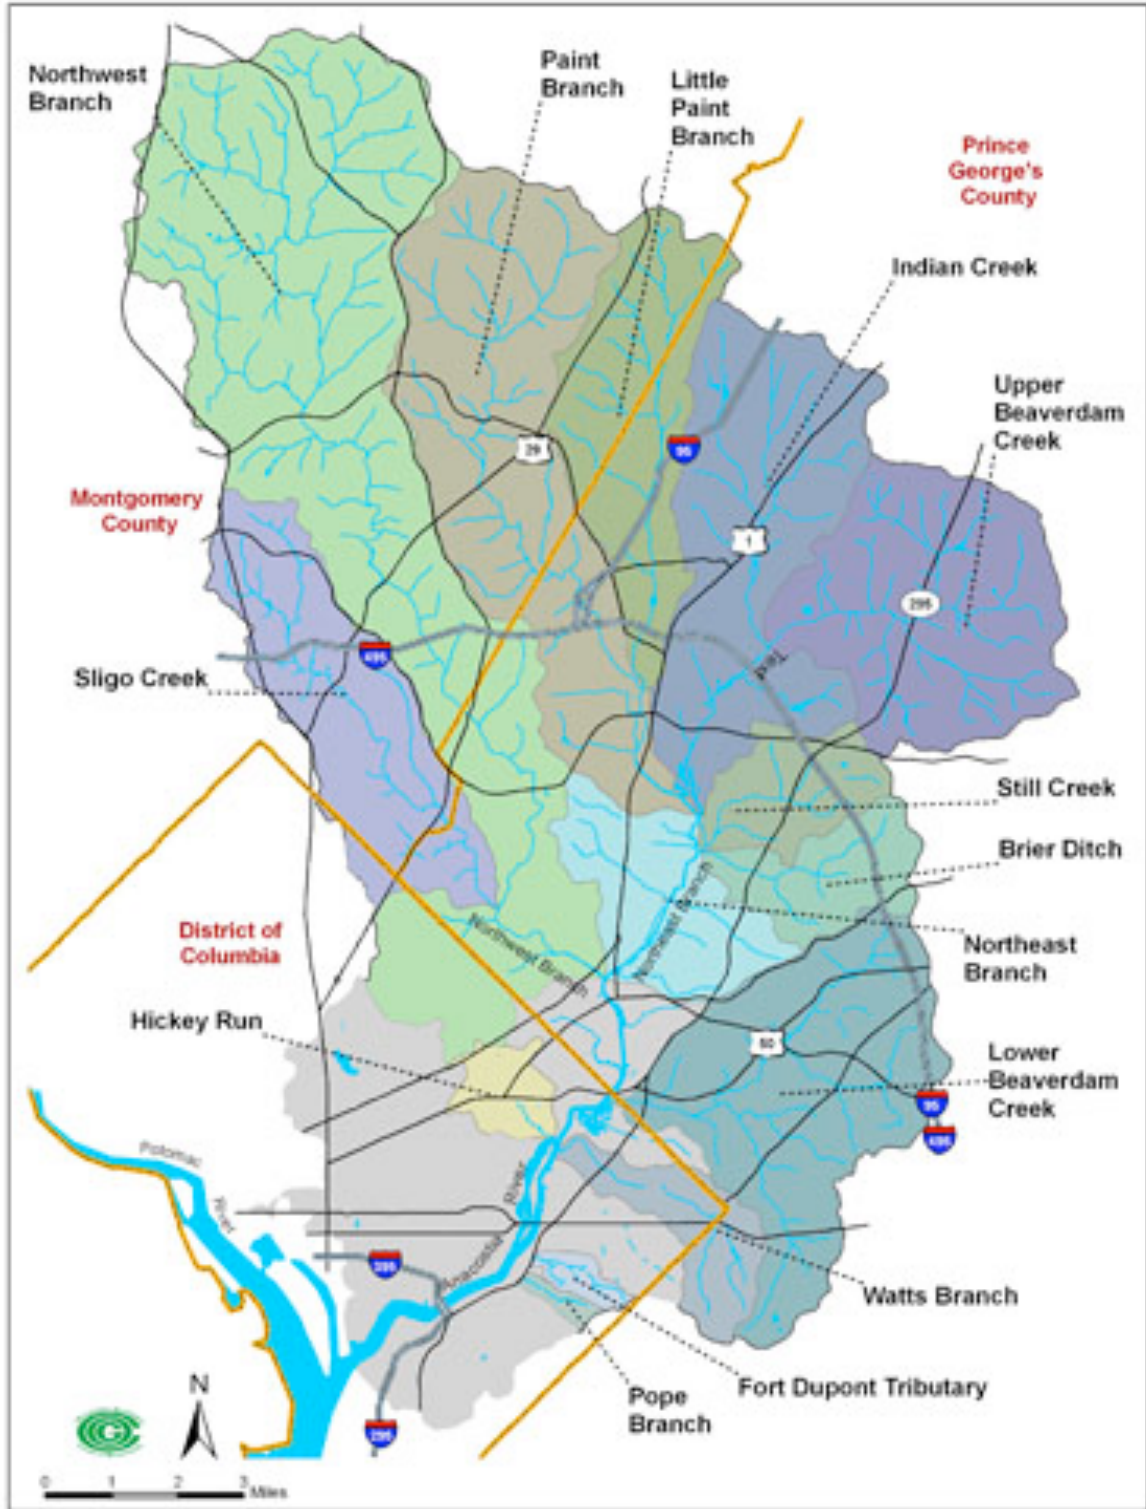 Northwest
Branch
Paint
Branch
Little
Paint
Branch
Prince
George's
County
Indian Creek
Upper
Beaverdam
Creek
29
95
1
295
Montgomery
County
495
Sligo Creek
Still Creek
Brier Ditch
Northeast Branch
Northeast
Branch
District of
Columbia
Northwest Branch
Hickey Run
50
Lower
Beaverdam
Creek
95
495
Potomac
River
Anacostia
River
395
Watts Branch
Fort Dupont Tributary
Pope
Branch
N
295
0 1 2 3
Miles